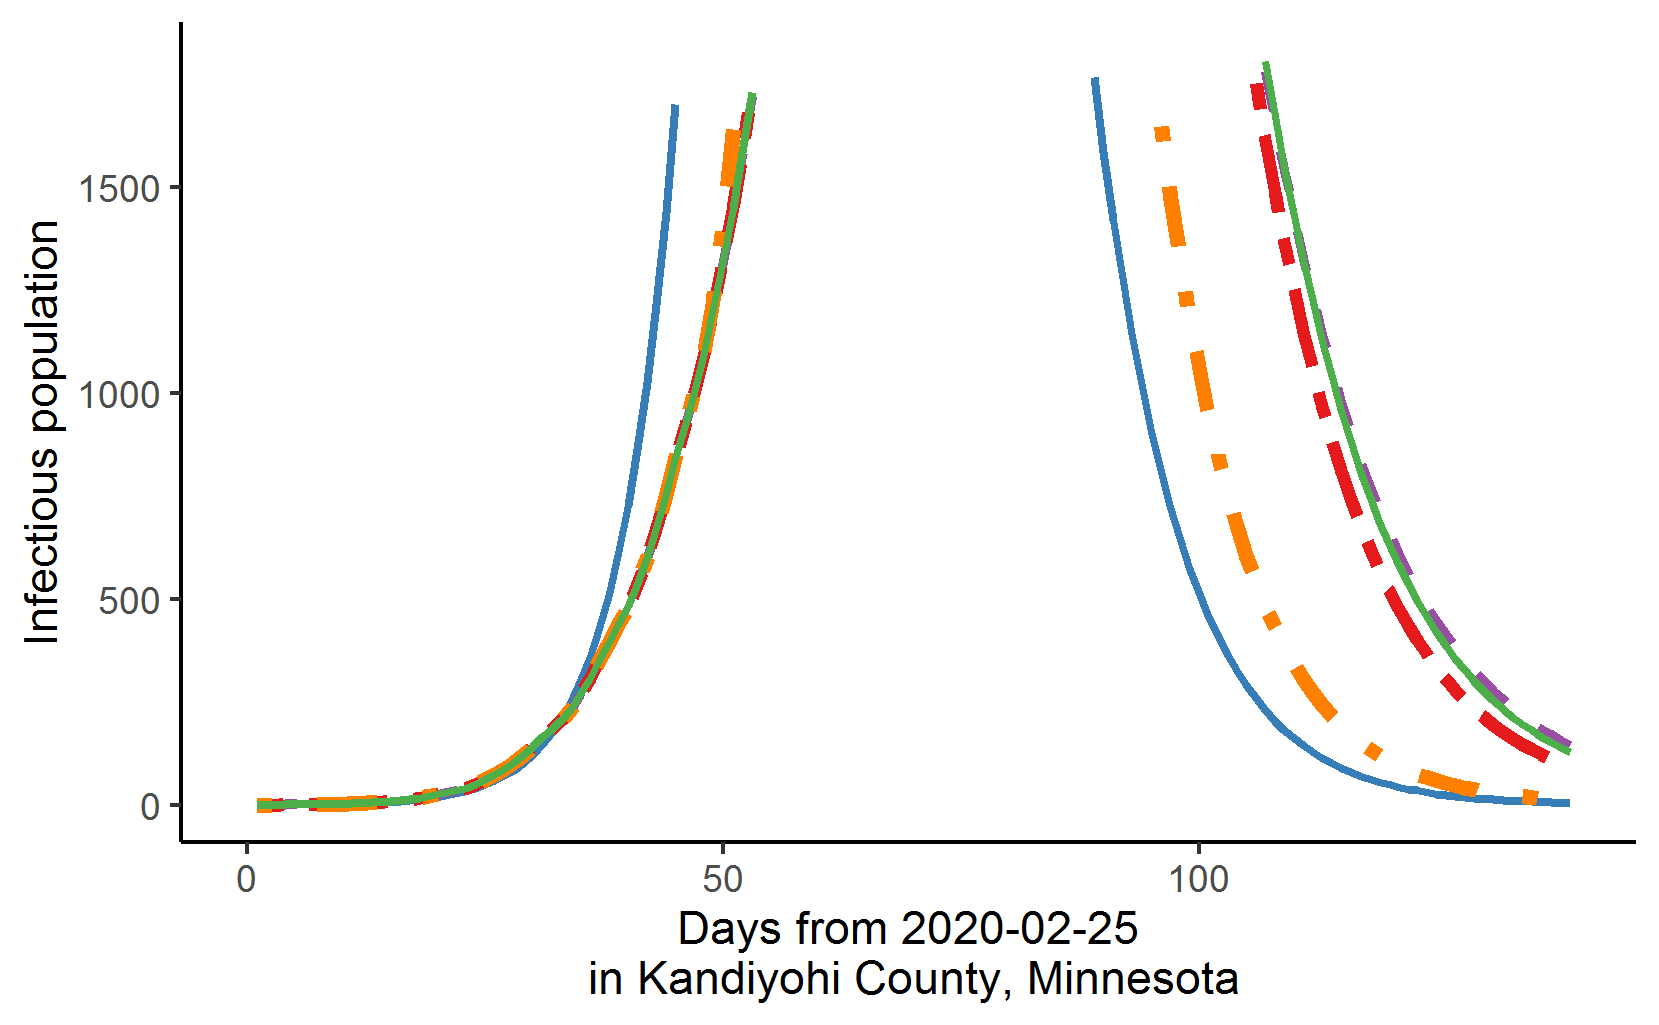 Infectious population
1500
1000
500
0
0 50 100
Days from 2020-02-25
in Kandiyohi County, Minnesota